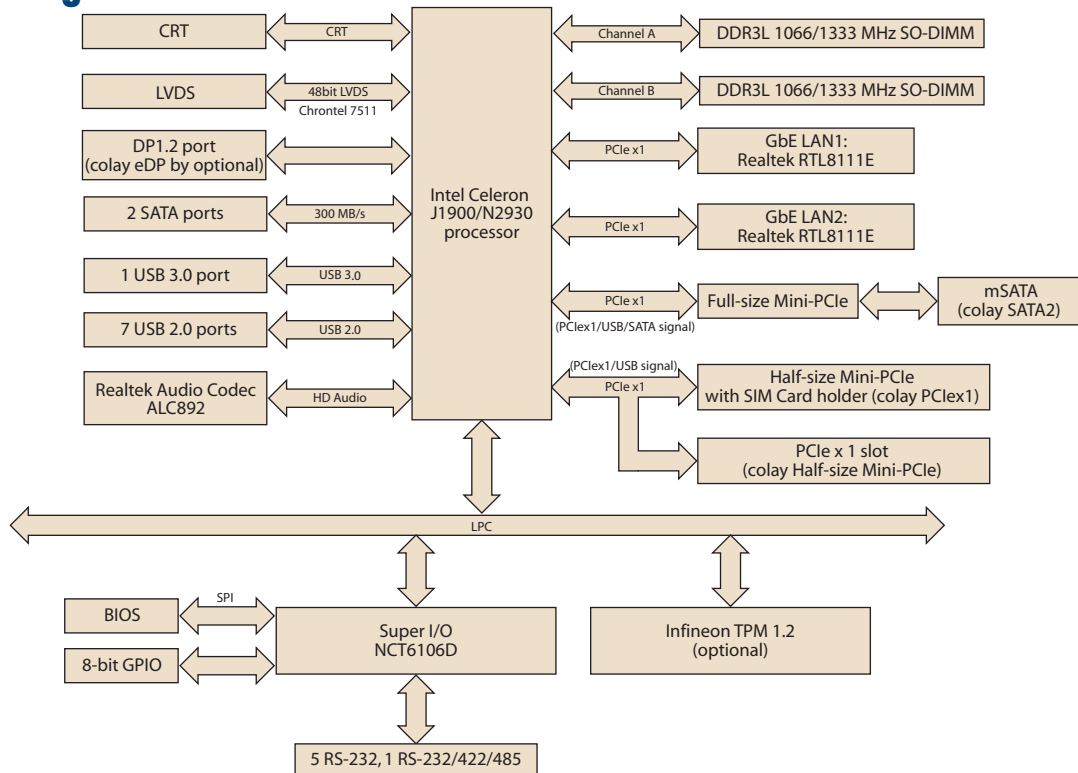 CRT
CRT
Channel A
DDR3L 1066/1333 MHz SO-DIMM
LVDS
48bit LVDS
Chrontel 7511
Channel B
DDR3L 1066/1333 MHz SO-DIMM
DP1.2 port
(colay eDP by optional)
PCIe x1
GbE LAN1:
Realtek RTL8111E
Intel Celeron
J1900/N2930
processor
2 SATA ports
300 MB/s
PCIe x1
GbE LAN2:
Realtek RTL8111E
1 USB 3.0 port
USB 3.0
PCIe x1
(PCIex1/USB/SATA signal)
Full-size Mini-PCIe
mSATA
(colay SATA2)
7 USB 2.0 ports
USB 2.0
(PCIex1/USB signal)
PCIe x1
Half-size Mini-PCIe
with SIM Card holder (colay PCIex1)
Realtek Audio Codec
ALC892
HD Audio
PCIe x 1 slot
(colay Half-size Mini-PCIe)
LPC
BIOS
SPI
8-bit GPIO
Super I/O
NCT6106D
Infineon TPM 1.2
(optional)
5 RS-232, 1 RS-232/422/485